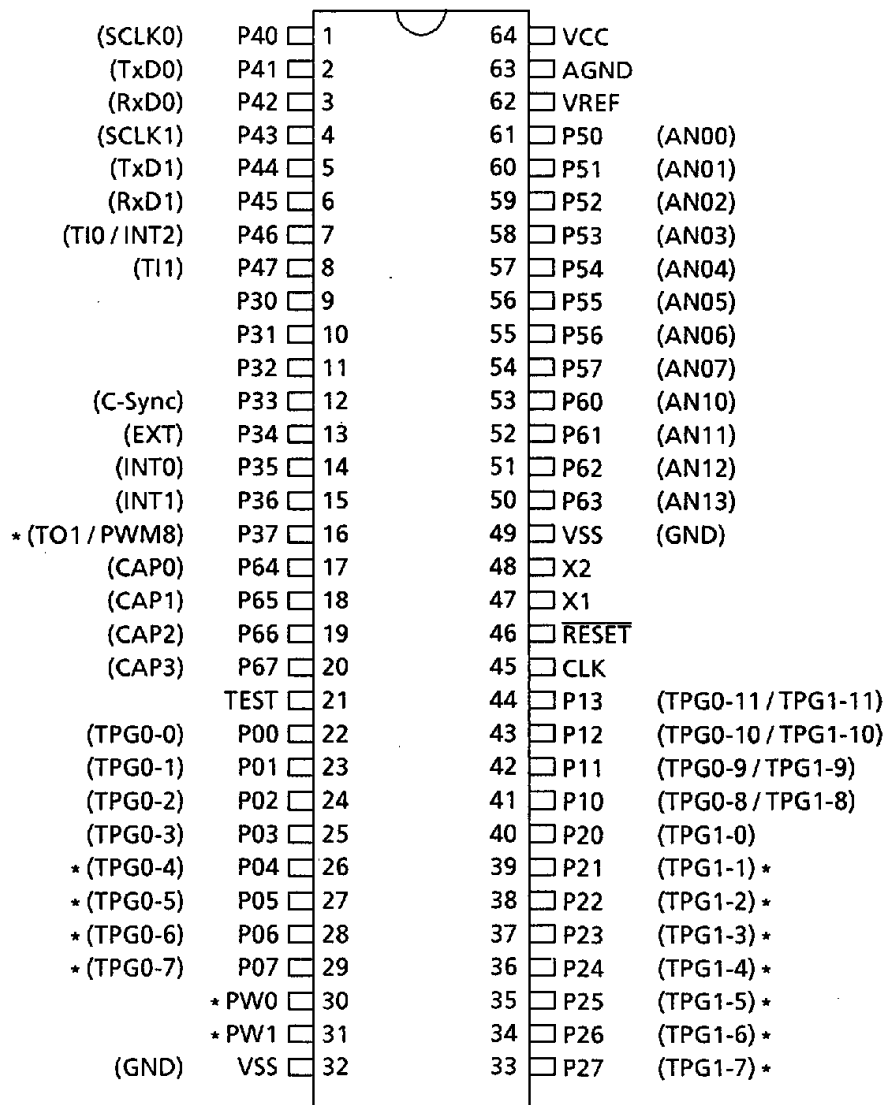 (SCLK0) P40 1 64 VCC
(TxD0) P41 2 63 AGND
(RxD0) P42 3 62 VREF
(SCLK1) P43 4 61 P50 (AN00)
(TxD1) P44 5 60 P51 (AN01)
(RxD1) P45 6 59 P52 (AN02)
(TI0 / INT2) P46 7 58 P53 (AN03)
(TI1) P47 8 57 P54 (AN04)
P30 9 56 P55 (AN05)
P31 10 55 P56 (AN06)
P32 11 54 P57 (AN07)
(C-Sync) P33 12 53 P60 (AN10)
(EXT) P34 13 52 P61 (AN11)
(INT0) P35 14 51 P62 (AN12)
(INT1) P36 15 50 P63 (AN13)
* (TO1 / PWM8) P37 16 49 VSS (GND)
(CAP0) P64 17 48 X2
(CAP1) P65 18 47 X1
(CAP2) P66 19 46 RESET
(CAP3) P67 20 45 CLK
TEST 21 44 P13 (TPG0-11 / TPG1-11)
(TPG0-0) P00 22 43 P12 (TPG0-10 / TPG1-10)
(TPG0-1) P01 23 42 P11 (TPG0-9 / TPG1-9)
(TPG0-2) P02 24 41 P10 (TPG0-8 / TPG1-8)
(TPG0-3) P03 25 40 P20 (TPG1-0)
* (TPG0-4) P04 26 39 P21 (TPG1-1) *
* (TPG0-5) P05 27 38 P22 (TPG1-2) *
* (TPG0-6) P06 28 37 P23 (TPG1-3) *
* (TPG0-7) P07 29 36 P24 (TPG1-4) *
* PW0 30 35 P25 (TPG1-5) *
* PW1 31 34 P26 (TPG1-6) *
(GND) VSS 32 33 P27 (TPG1-7) *